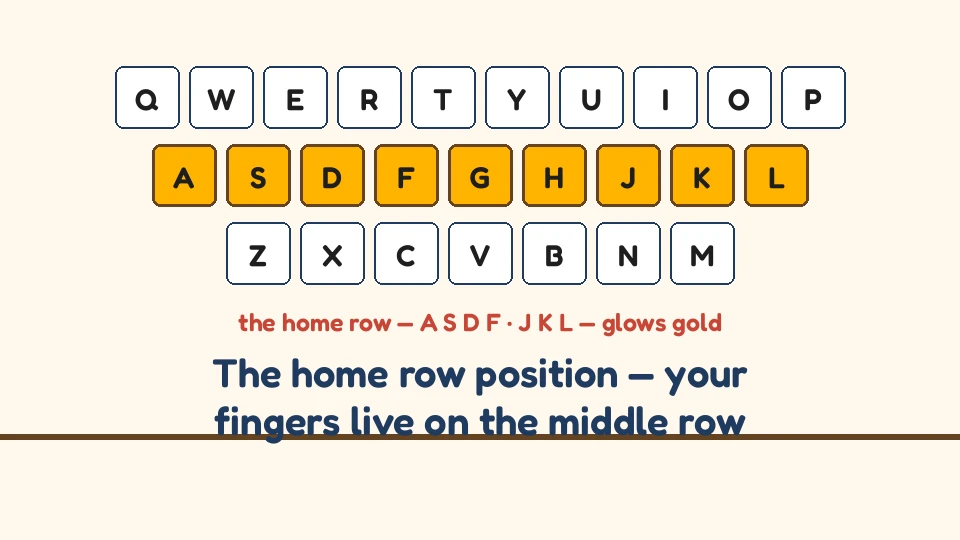 Q W E R T Y U I O P
A S D F G H J K L
Z X C V B N M
the home row — A S D F · J K L — glows gold
The home row position — your
fingers live on the middle row